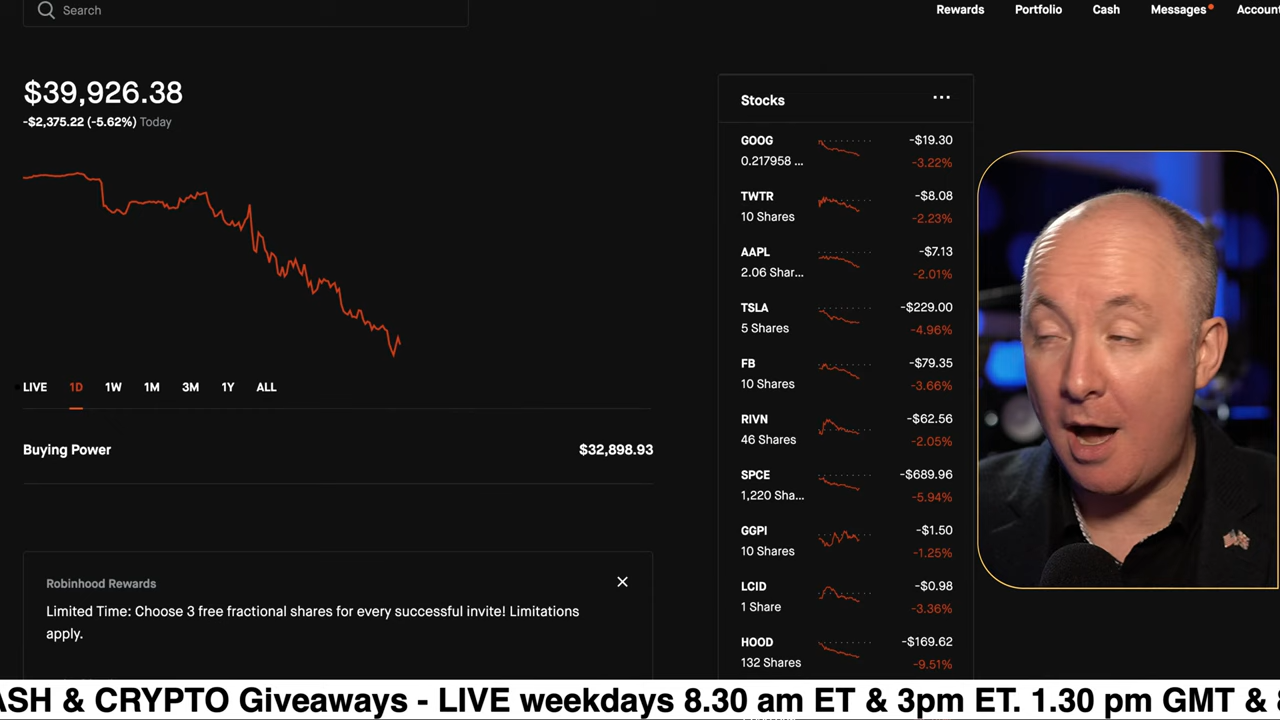 Search
Rewards
Portfolio
Cash
Messages
Account
$39,926.38
-$2,375.22 (-5.62%) Today
LIVE
1D
1W
1M
3M
1Y
ALL
Buying Power
$32,898.93
Robinhood Rewards
Limited Time: Choose 3 free fractional shares for every successful invite! Limitations
apply.
Stocks
GOOG -$19.30
0.217958 ... -3.22%
TWTR -$8.08
10 Shares -2.23%
AAPL -$7.13
2.06 Shar... -2.01%
TSLA -$229.00
5 Shares -4.96%
FB -$79.35
10 Shares -3.66%
RIVN -$62.56
46 Shares -2.05%
SPCE -$689.96
1,220 Sha... -5.94%
GGPI -$1.50
10 Shares -1.25%
LCID -$0.98
1 Share -3.36%
HOOD -$169.62
132 Shares -9.51%
ASH & CRYPTO Giveaways - LIVE weekdays 8.30 am ET & 3pm ET. 1.30 pm GMT &